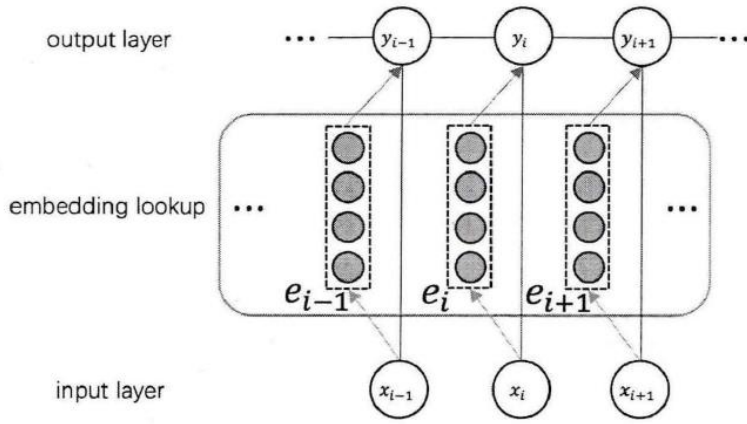 output layer ... y_{i-1} y_i y_{i+1} ...
embedding lookup ... ...
e_{i-1} e_i e_{i+1}
input layer x_{i-1} x_i x_{i+1}